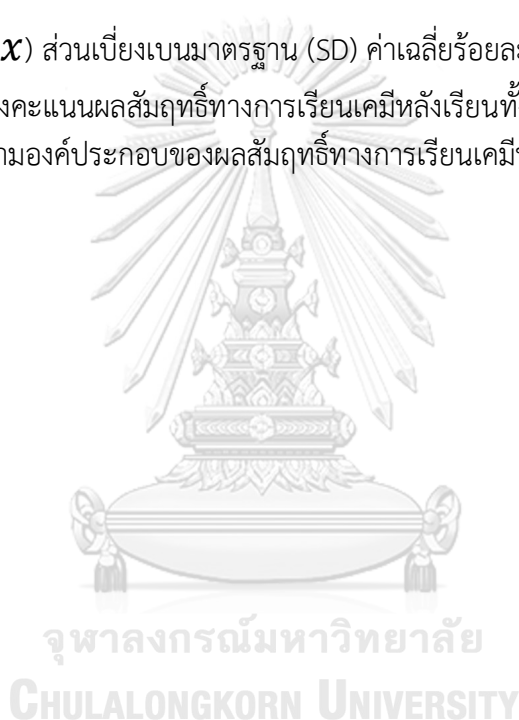 𝒙) ส่วนเบี่ยงเบนมาตรฐาน (SD) ค่าเฉลี่ยร้อยละ
งคะแนนผลสัมฤทธิ์ทางการเรียนเคมีหลังเรียนทั้
ามองค์ประกอบของผลสัมฤทธิ์ทางการเรียนเคมี
จุฬาลงกรณ์มหาวิทยาลัย
CHULALONGKORN UNIVERSITY